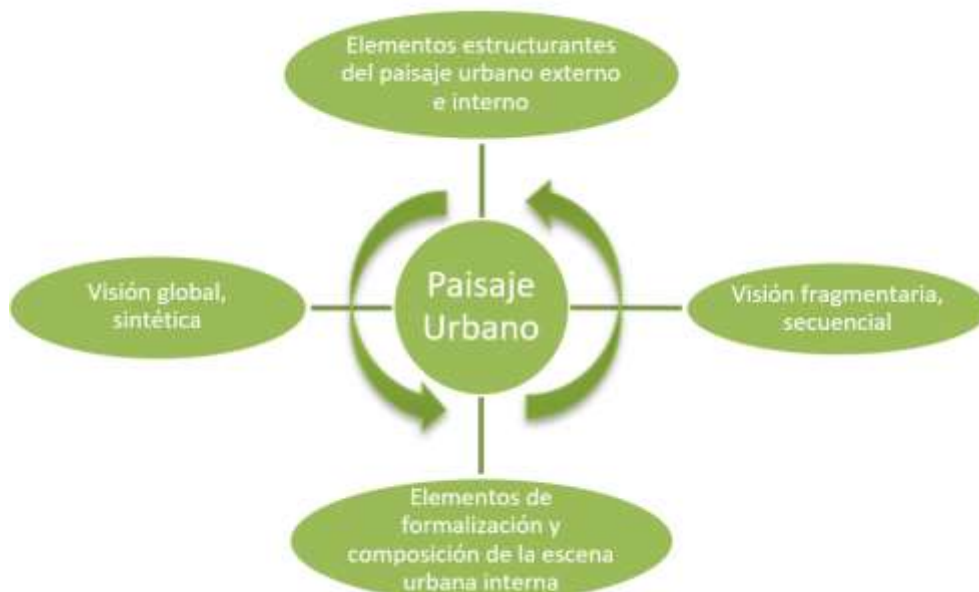 Elementos estructurantes
del paisaje urbano externo
e interno
Visión global,
sintética
Paisaje
Urbano
Visión fragmentaria,
secuencial
Elementos de
formalización y
composición de la escena
urbana interna